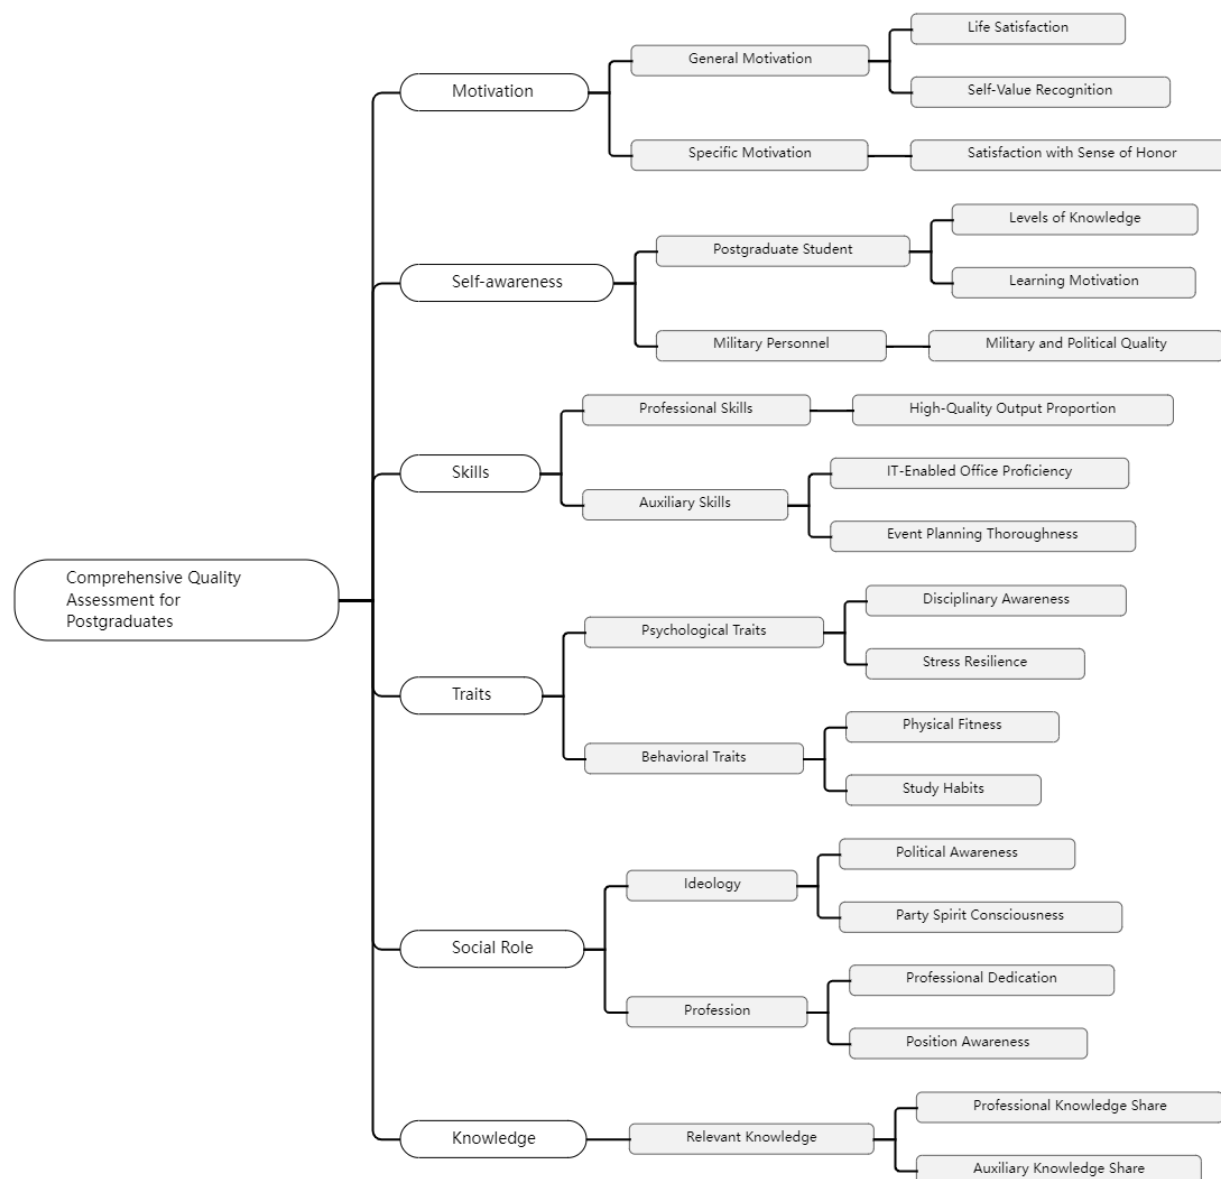 Life Satisfaction
General Motivation
Motivation
Self-Value Recognition
Specific Motivation
Satisfaction with Sense of Honor
Levels of Knowledge
Postgraduate Student
Self-awareness
Learning Motivation
Military Personnel
Military and Political Quality
Professional Skills
High-Quality Output Proportion
Skills
IT-Enabled Office Proficiency
Auxiliary Skills
Event Planning Thoroughness
Comprehensive Quality
Assessment for
Postgraduates
Disciplinary Awareness
Psychological Traits
Stress Resilience
Traits
Physical Fitness
Behavioral Traits
Study Habits
Political Awareness
Ideology
Party Spirit Consciousness
Social Role
Professional Dedication
Profession
Position Awareness
Professional Knowledge Share
Knowledge
Relevant Knowledge
Auxiliary Knowledge Share